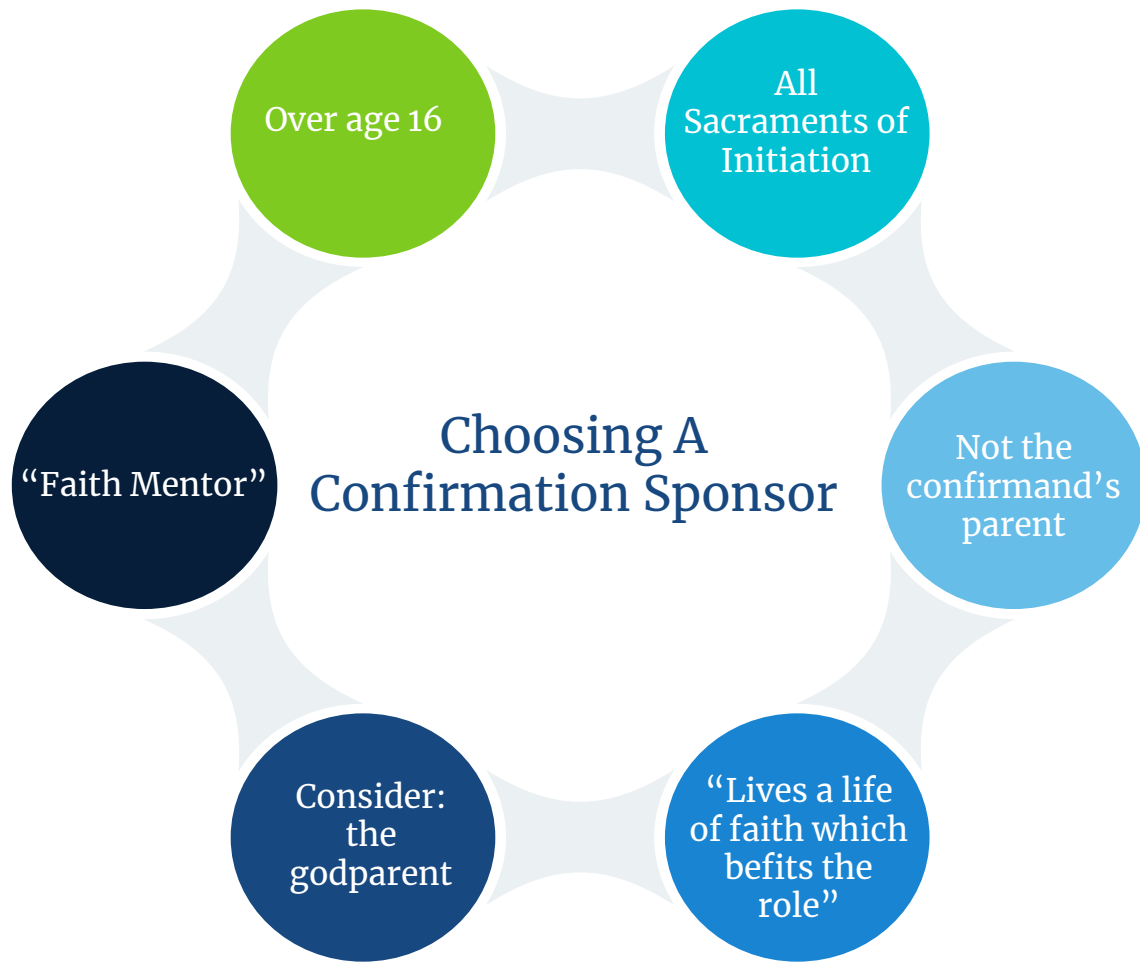 Choosing A
Confirmation Sponsor
Over age 16
All
Sacraments of
Initiation
Not the
confirmand’s
parent
“Lives a life
of faith which
befits the
role”
Consider:
the
godparent
“Faith Mentor”